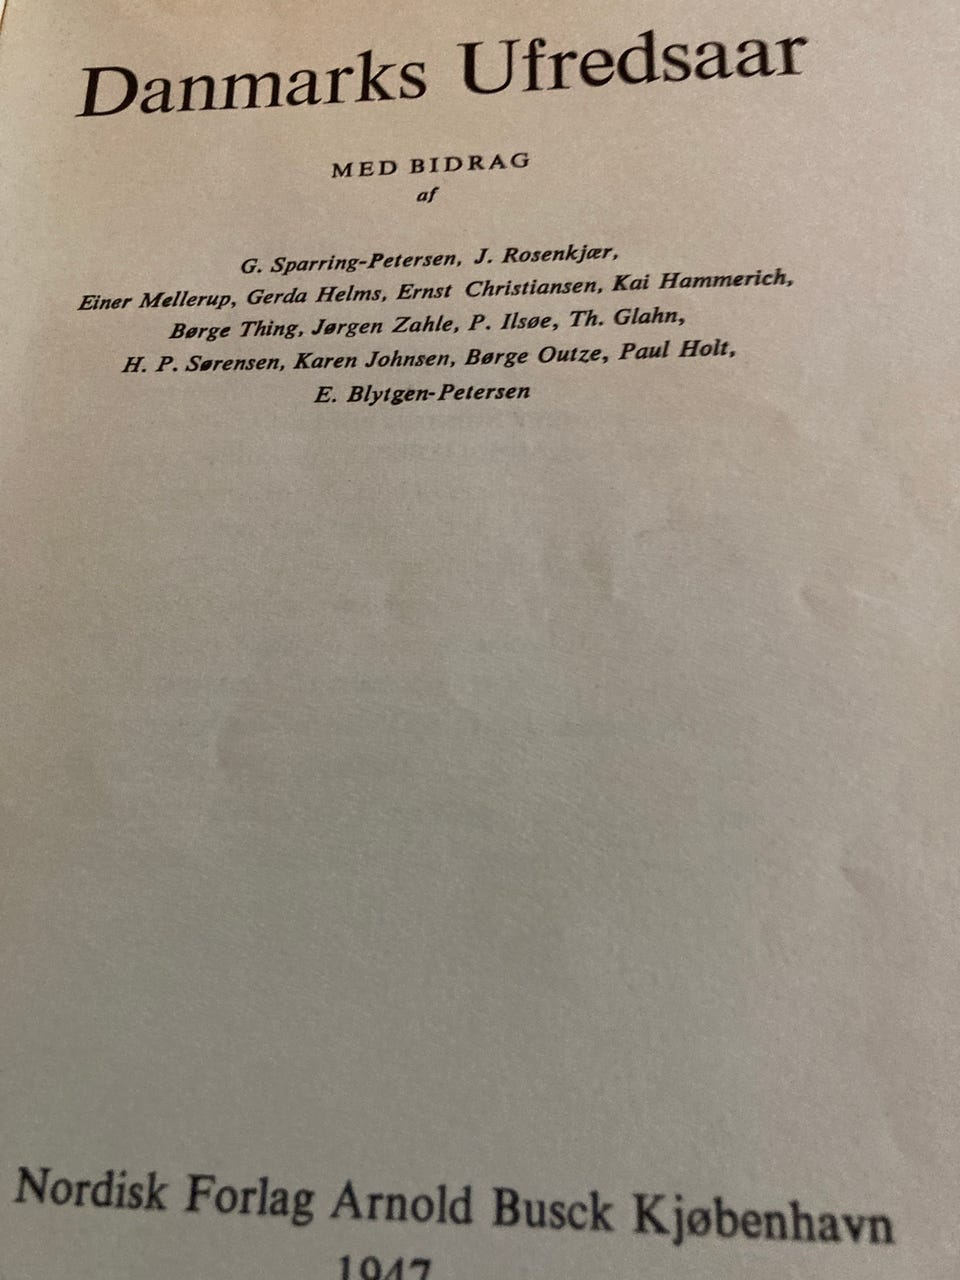 Danmarks Ufredsaar
MED BIDRAG
af
G. Sparring-Petersen, J. Rosenkjær,
Einer Mellerup, Gerda Helms, Ernst Christiansen, Kai Hammerich,
Børge Thing, Jørgen Zahle, P. Ilsøe, Th. Glahn,
H. P. Sørensen, Karen Johnsen, Børge Outze, Paul Holt,
E. Blytgen-Petersen
Nordisk Forlag Arnold Busck Kjøbenhavn
1947